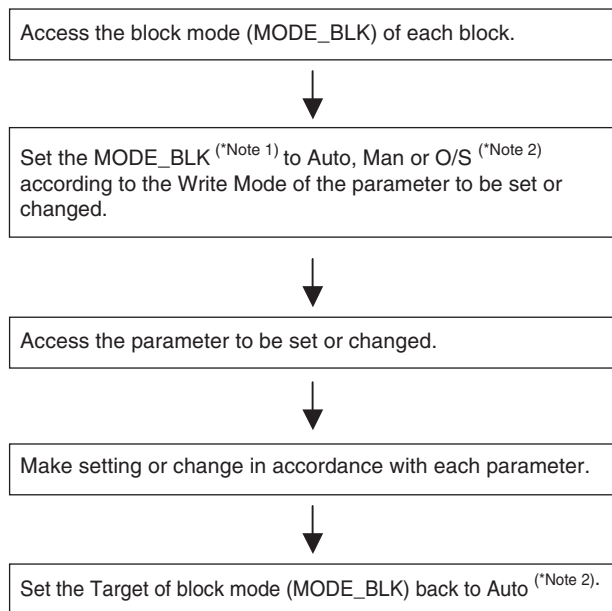 Access the block mode (MODE_BLK) of each block.
Set the MODE_BLK (*Note 1) to Auto, Man or O/S (*Note 2)
according to the Write Mode of the parameter to be set or
changed.
Access the parameter to be set or changed.
Make setting or change in accordance with each parameter.
Set the Target of block mode (MODE_BLK) back to Auto (*Note 2).